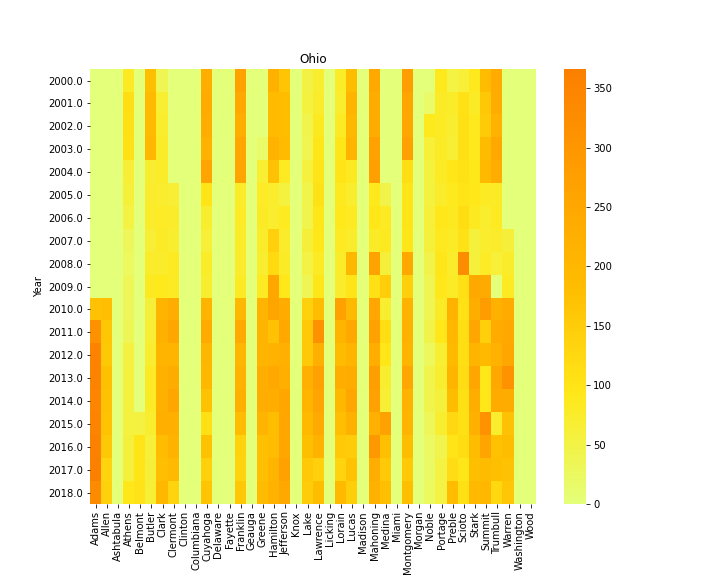 Ohio
Year
2000.0
2001.0
2002.0
2003.0
2004.0
2005.0
2006.0
2007.0
2008.0
2009.0
2010.0
2011.0
2012.0
2013.0
2014.0
2015.0
2016.0
2017.0
2018.0
Adams
Allen
Ashtabula
Athens
Belmont
Butler
Clark
Clermont
Clinton
Columbiana
Cuyahoga
Delaware
Fayette
Franklin
Geauga
Greene
Hamilton
Jefferson
Knox
Lake
Lawrence
Licking
Lorain
Lucas
Madison
Mahoning
Medina
Miami
Montgomery
Morgan
Noble
Portage
Preble
Scioto
Stark
Summit
Trumbull
Warren
Washington
Wood
350
300
250
200
150
100
50
0